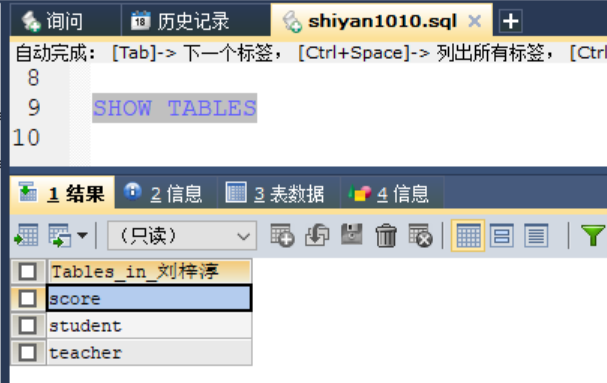 询问 历史记录 shiyan1010.sql
自动完成: [Tab]-> 下一个标签, [Ctrl+Space]-> 列出所有标签, [Ctrl
8
9 SHOW TABLES
10
1 结果 2 信息 3 表数据 4 信息
(只读)
Tables_in_刘梓淳
score
student
teacher